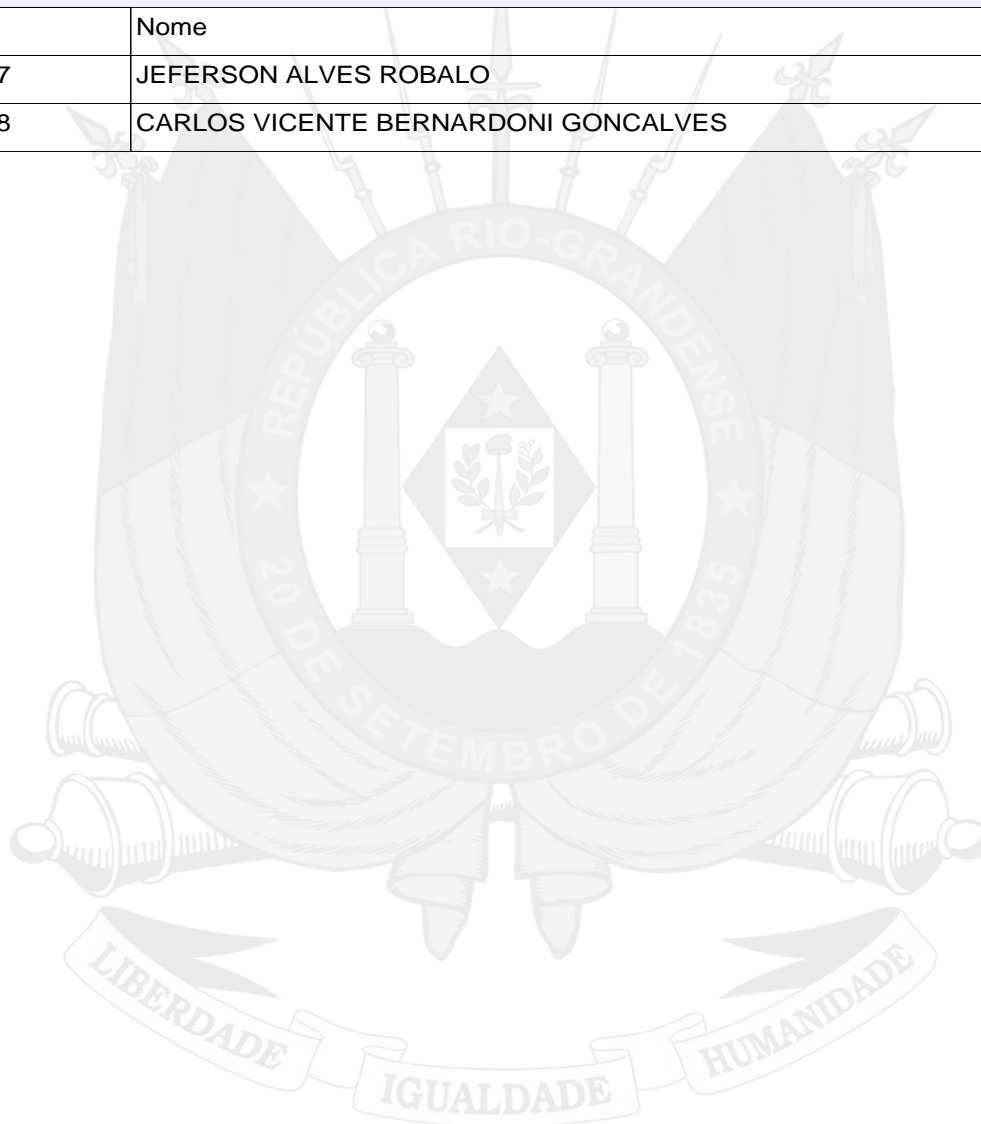 Nome
7 JEFERSON ALVES ROBALO
8 CARLOS VICENTE BERNARDONI GONCALVES
REPÚBLICA RIO-GRANDENSE
★ 20 DE SETEMBRO DE 1835 ★
LIBERDADE IGUALDADE HUMANIDADE